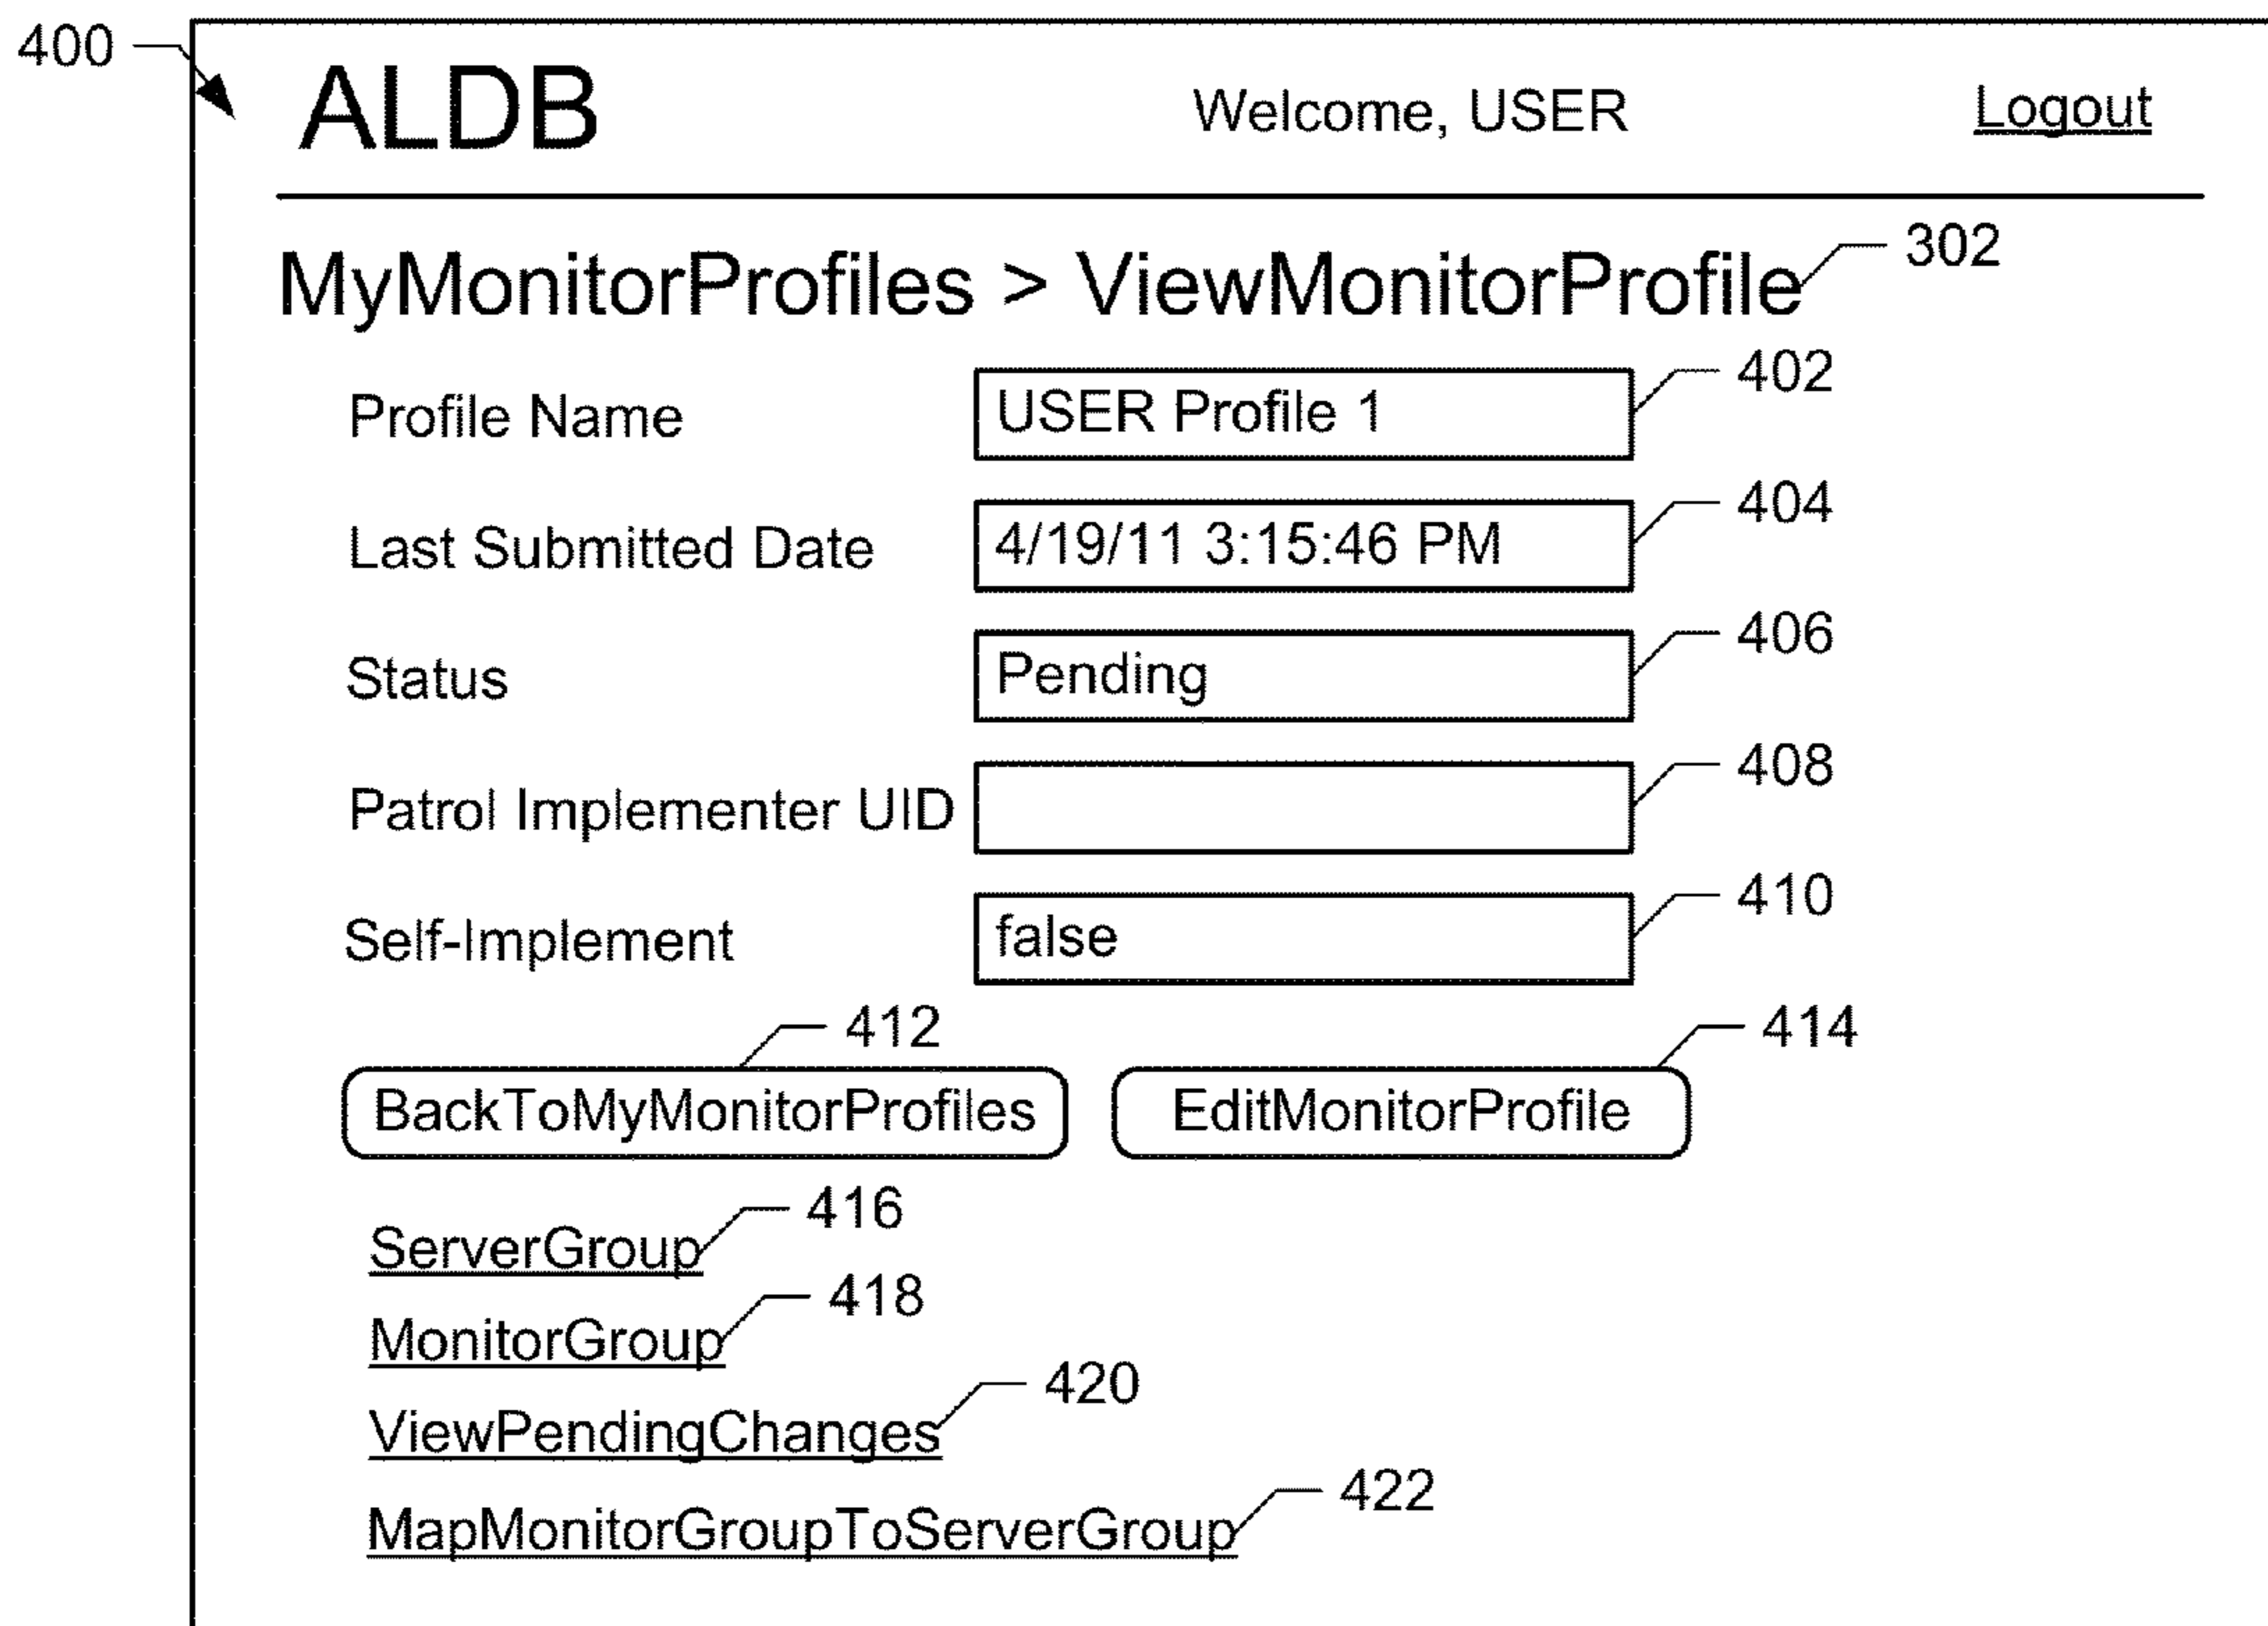 400
ALDB Welcome, USER Logout
MyMonitorProfiles > ViewMonitorProfile 302
Profile Name USER Profile 1 402
Last Submitted Date 4/19/11 3:15:46 PM 404
Status Pending 406
Patrol Implementer UID 408
Self-Implement false 410
412 414
BackToMyMonitorProfiles EditMonitorProfile
ServerGroup 416
MonitorGroup 418
ViewPendingChanges 420
MapMonitorGroupToServerGroup 422